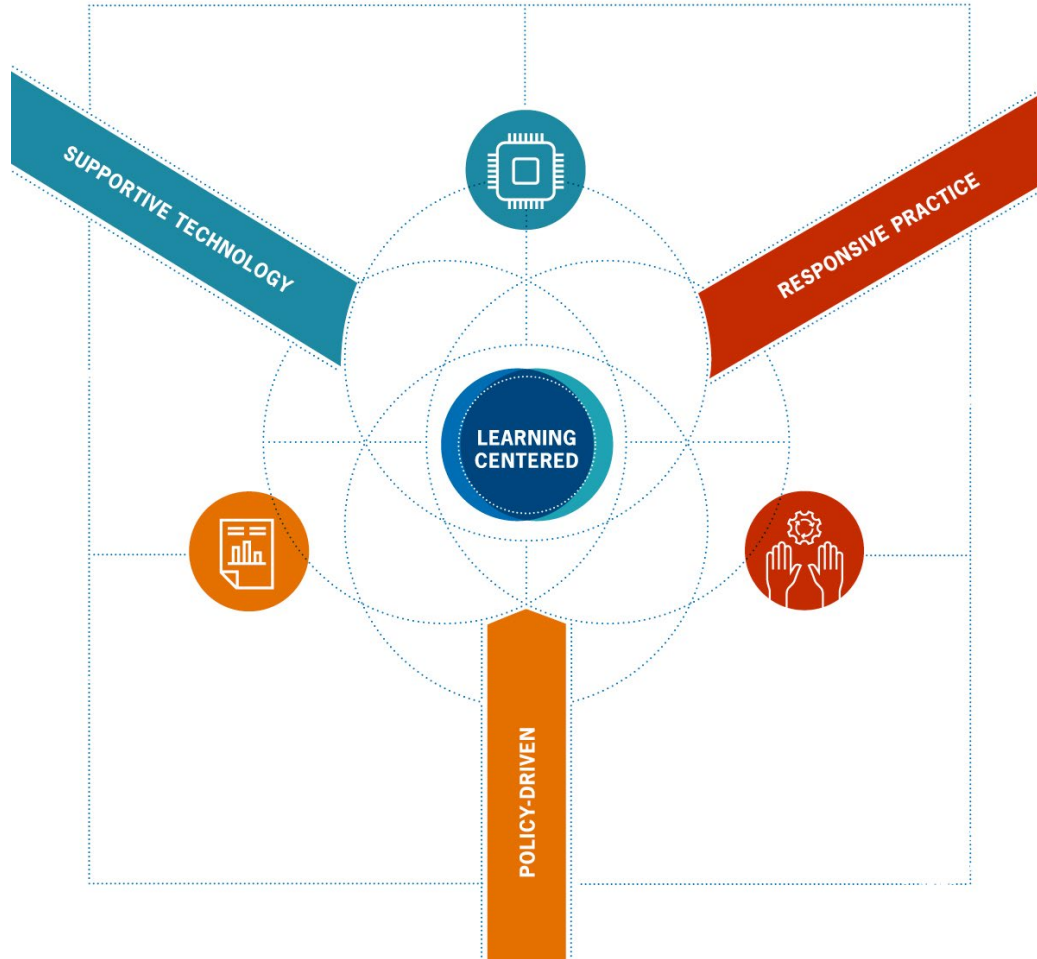 SUPPORTIVE TECHNOLOGY
RESPONSIVE PRACTICE
LEARNING
CENTERED
POLICY-DRIVEN